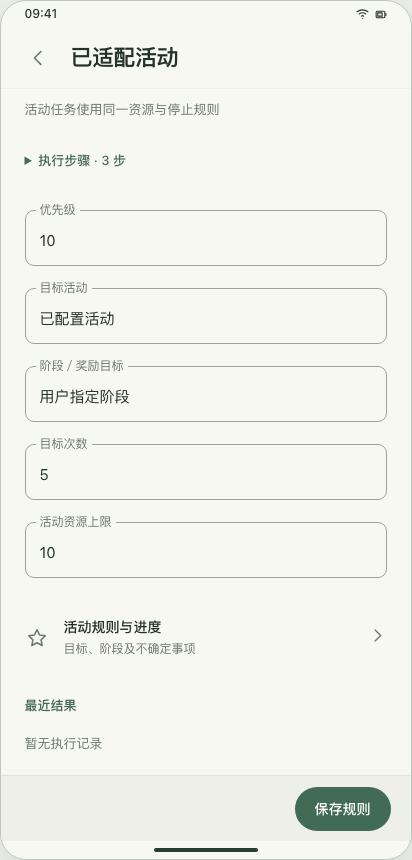 09:41
已适配活动
活动任务使用同一资源与停止规则
执行步骤 · 3 步
优先级
10
目标活动
已配置活动
阶段 / 奖励目标
用户指定阶段
目标次数
5
活动资源上限
10
活动规则与进度
目标、阶段及不确定事项
最近结果
暂无执行记录
保存规则